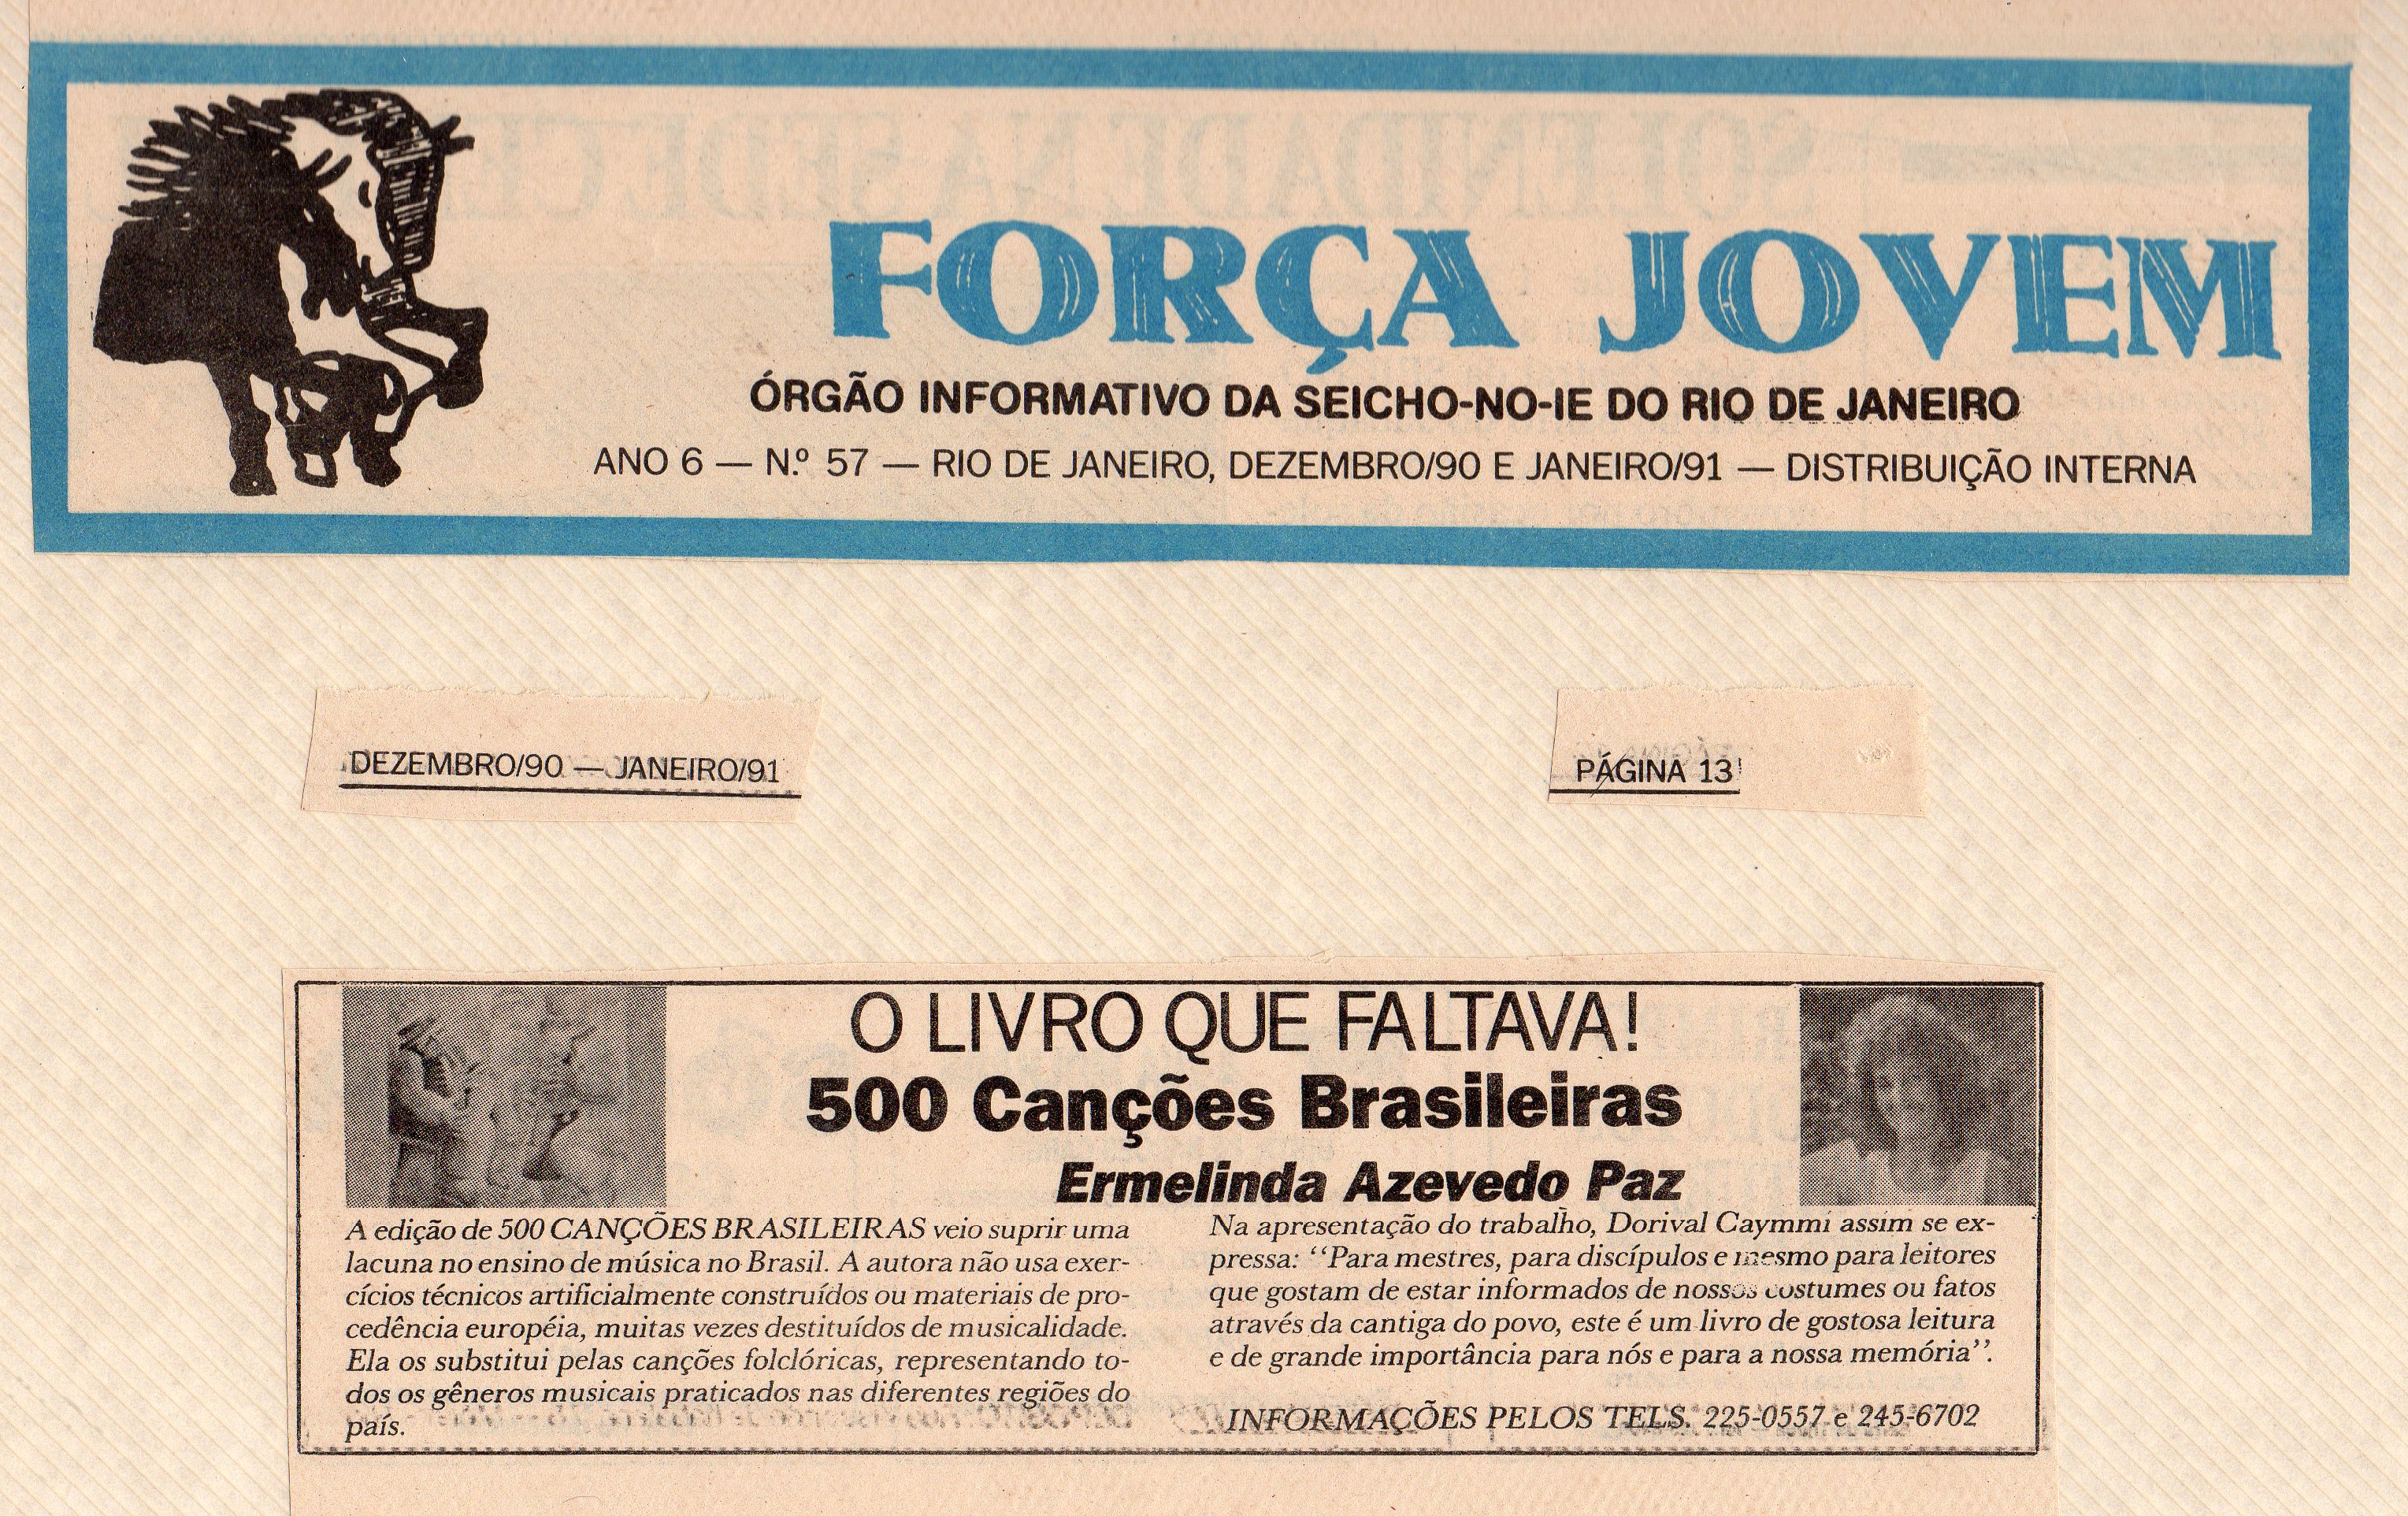 FORÇA JOVEM
ÓRGÃO INFORMATIVO DA SEICHO-NO-IE DO RIO DE JANEIRO
ANO 6 — N.º 57 — RIO DE JANEIRO, DEZEMBRO/90 E JANEIRO/91 — DISTRIBUIÇÃO INTERNA
DEZEMBRO/90 — JANEIRO/91
PÁGINA 13
O LIVRO QUE FALTAVA!
500 Canções Brasileiras
Ermelinda Azevedo Paz
A edição de 500 CANÇÕES BRASILEIRAS veio suprir uma
lacuna no ensino de música no Brasil. A autora não usa exer-
cícios técnicos artificialmente construídos ou materiais de pro-
cedência européia, muitas vezes destituídos de musicalidade.
Ela os substitui pelas canções folclóricas, representando to-
dos os gêneros musicais praticados nas diferentes regiões do
país.
Na apresentação do trabalho, Dorival Caymmi assim se ex-
pressa: ‘‘Para mestres, para discípulos e mesmo para leitores
que gostam de estar informados de nossos costumes ou fatos
através da cantiga do povo, este é um livro de gostosa leitura
e de grande importância para nós e para a nossa memória’’.
INFORMAÇÕES PELOS TELS. 225-0557 e 245-6702